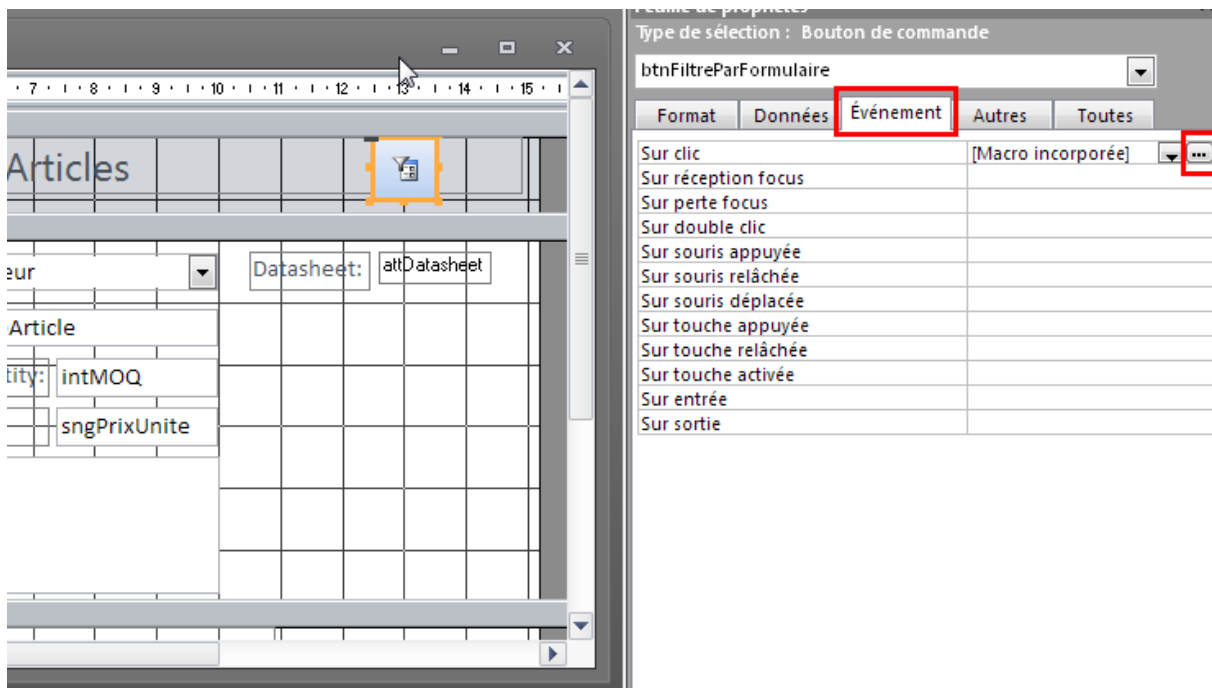 Feuille de propriétés
Type de sélection : Bouton de commande
btnFiltreParFormulaire
Format Données Événement Autres Toutes
Sur clic [Macro incorporée] ...
Sur réception focus
Sur perte focus
Sur double clic
Sur souris appuyée
Sur souris relâchée
Sur souris déplacée
Sur touche appuyée
Sur touche relâchée
Sur touche activée
Sur entrée
Sur sortie
7 8 9 10 11 12 13 14 15
Articles
eur
Datasheet: attDatasheet
Article
tity: intMOQ
sngPrixUnite